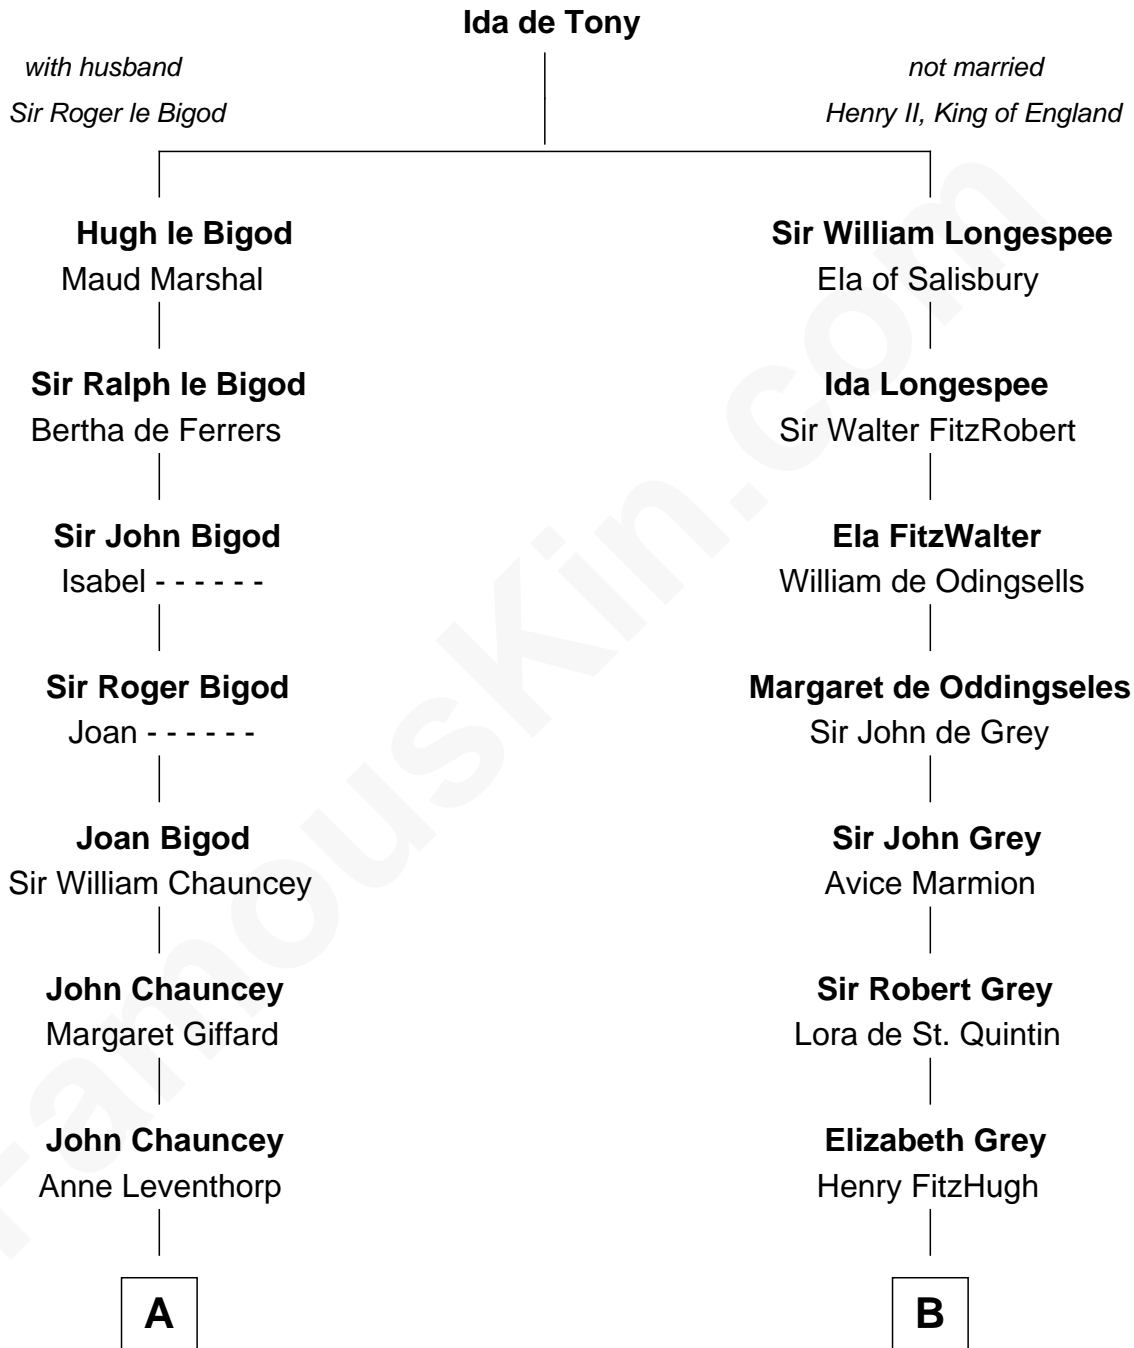 Ida de Tony
with husband
Sir Roger le Bigod
not married
Henry II, King of England
Hugh le Bigod
Maud Marshal
Sir William Longespee
Ela of Salisbury
Sir Ralph le Bigod
Bertha de Ferrers
Ida Longespee
Sir Walter FitzRobert
Sir John Bigod
Isabel - - - - - -
Ela FitzWalter
William de Odingsells
Sir Roger Bigod
Joan - - - - - -
Margaret de Oddingseles
Sir John de Grey
Joan Bigod
Sir William Chauncey
Sir John Grey
Avice Marmion
John Chauncey
Margaret Giffard
Sir Robert Grey
Lora de St. Quintin
John Chauncey
Anne Leventhorp
Elizabeth Grey
Henry FitzHugh
A
B
FamousKin.com